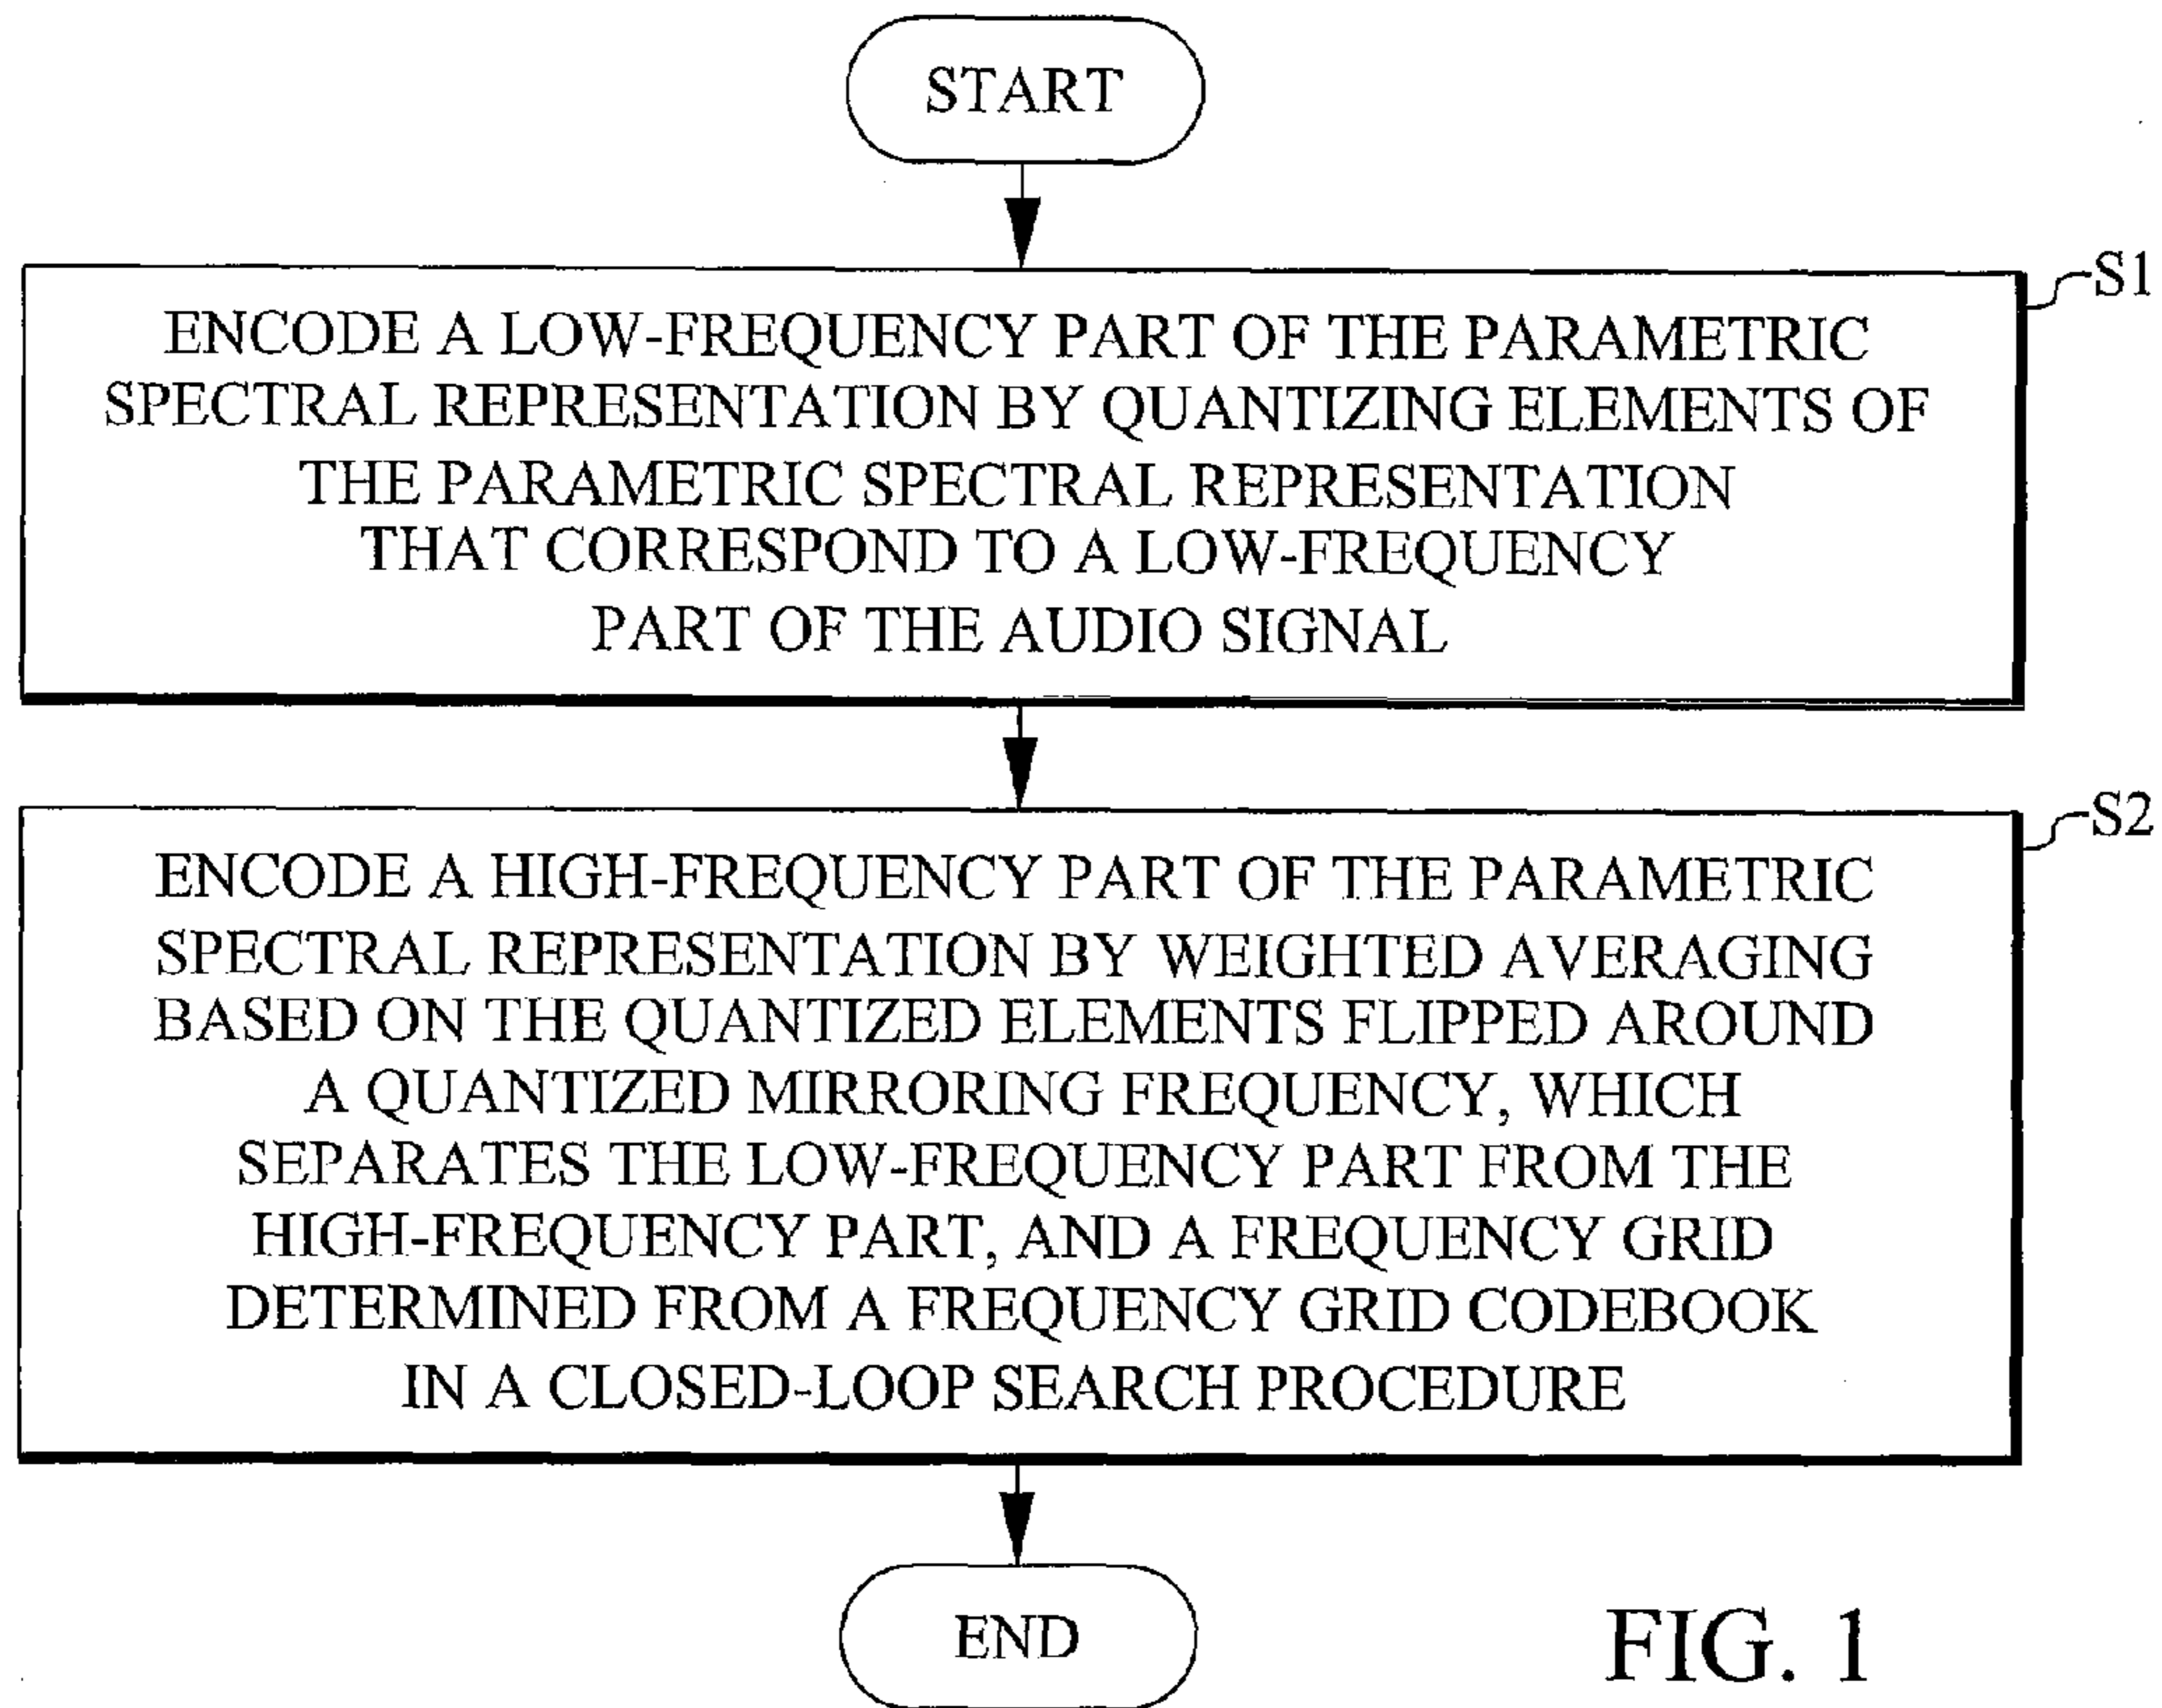 START
S1
ENCODE A LOW-FREQUENCY PART OF THE PARAMETRIC
SPECTRAL REPRESENTATION BY QUANTIZING ELEMENTS OF
THE PARAMETRIC SPECTRAL REPRESENTATION
THAT CORRESPOND TO A LOW-FREQUENCY
PART OF THE AUDIO SIGNAL
S2
ENCODE A HIGH-FREQUENCY PART OF THE PARAMETRIC
SPECTRAL REPRESENTATION BY WEIGHTED AVERAGING
BASED ON THE QUANTIZED ELEMENTS FLIPPED AROUND
A QUANTIZED MIRRORING FREQUENCY, WHICH
SEPARATES THE LOW-FREQUENCY PART FROM THE
HIGH-FREQUENCY PART, AND A FREQUENCY GRID
DETERMINED FROM A FREQUENCY GRID CODEBOOK
IN A CLOSED-LOOP SEARCH PROCEDURE
END
FIG. 1